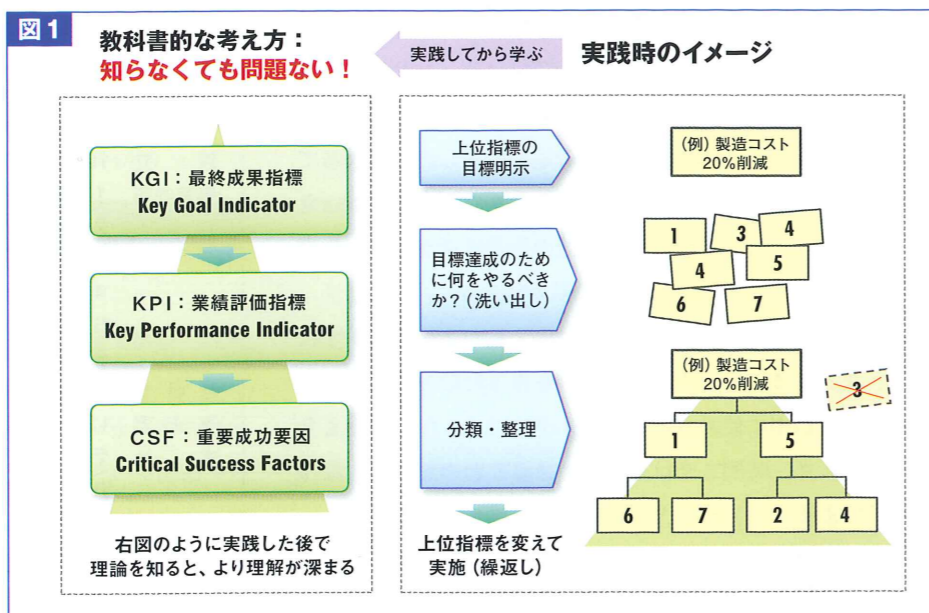 図1
教科書的な考え方：
知らなくても問題ない！
実践してから学ぶ
実践時のイメージ
KGI：最終成果指標
Key Goal Indicator
KPI：業績評価指標
Key Performance Indicator
CSF：重要成功要因
Critical Success Factors
右図のように実践した後で
理論を知ると、より理解が深まる
上位指標の
目標明示
目標達成のため
に何をやるべき
か？（洗い出し）
分類・整理
上位指標を変えて
実施（繰返し）
（例）製造コスト
20%削減
1
3
4
4
5
6
7
（例）製造コスト
20%削減
3
1
5
6
7
2
4